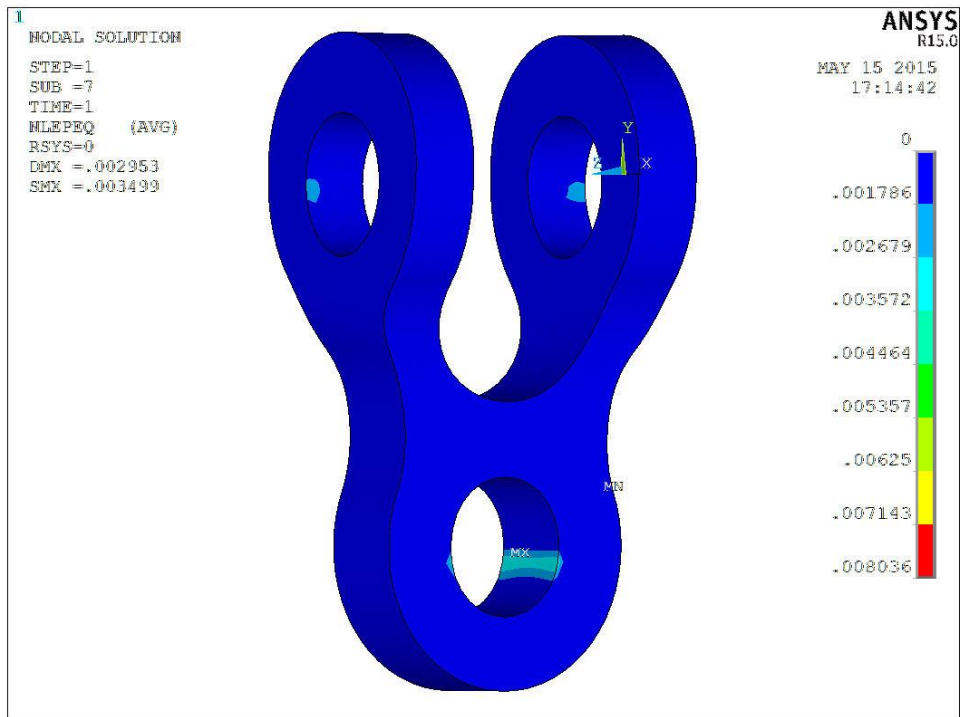 1
NODAL SOLUTION
STEP=1
SUB =7
TIME=1
NLEPEQ (AVG)
RSYS=0
DMX =.002953
SMX =.003499
ANSYS
R15.0
MAY 15 2015
17:14:42
Y
Z X
MN
MX
0
.001786
.002679
.003572
.004464
.005357
.00625
.007143
.008036